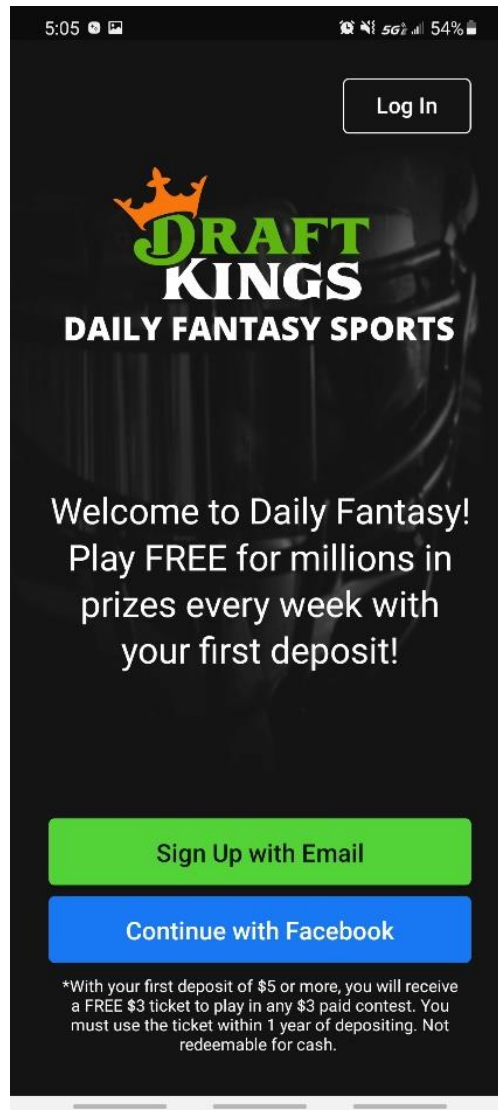 5:05 5G 54%
Log In
DRAFT
KINGS
DAILY FANTASY SPORTS
Welcome to Daily Fantasy!
Play FREE for millions in
prizes every week with
your first deposit!
Sign Up with Email
Continue with Facebook
*With your first deposit of $5 or more, you will receive
a FREE $3 ticket to play in any $3 paid contest. You
must use the ticket within 1 year of depositing. Not
redeemable for cash.